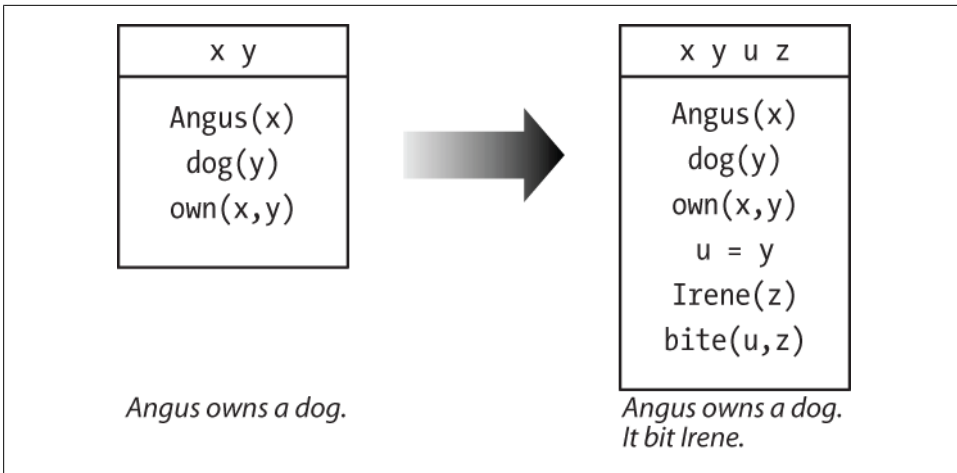 x y
Angus(x)
dog(y)
own(x,y)
Angus owns a dog.
x y u z
Angus(x)
dog(y)
own(x,y)
u = y
Irene(z)
bite(u,z)
Angus owns a dog.
It bit Irene.